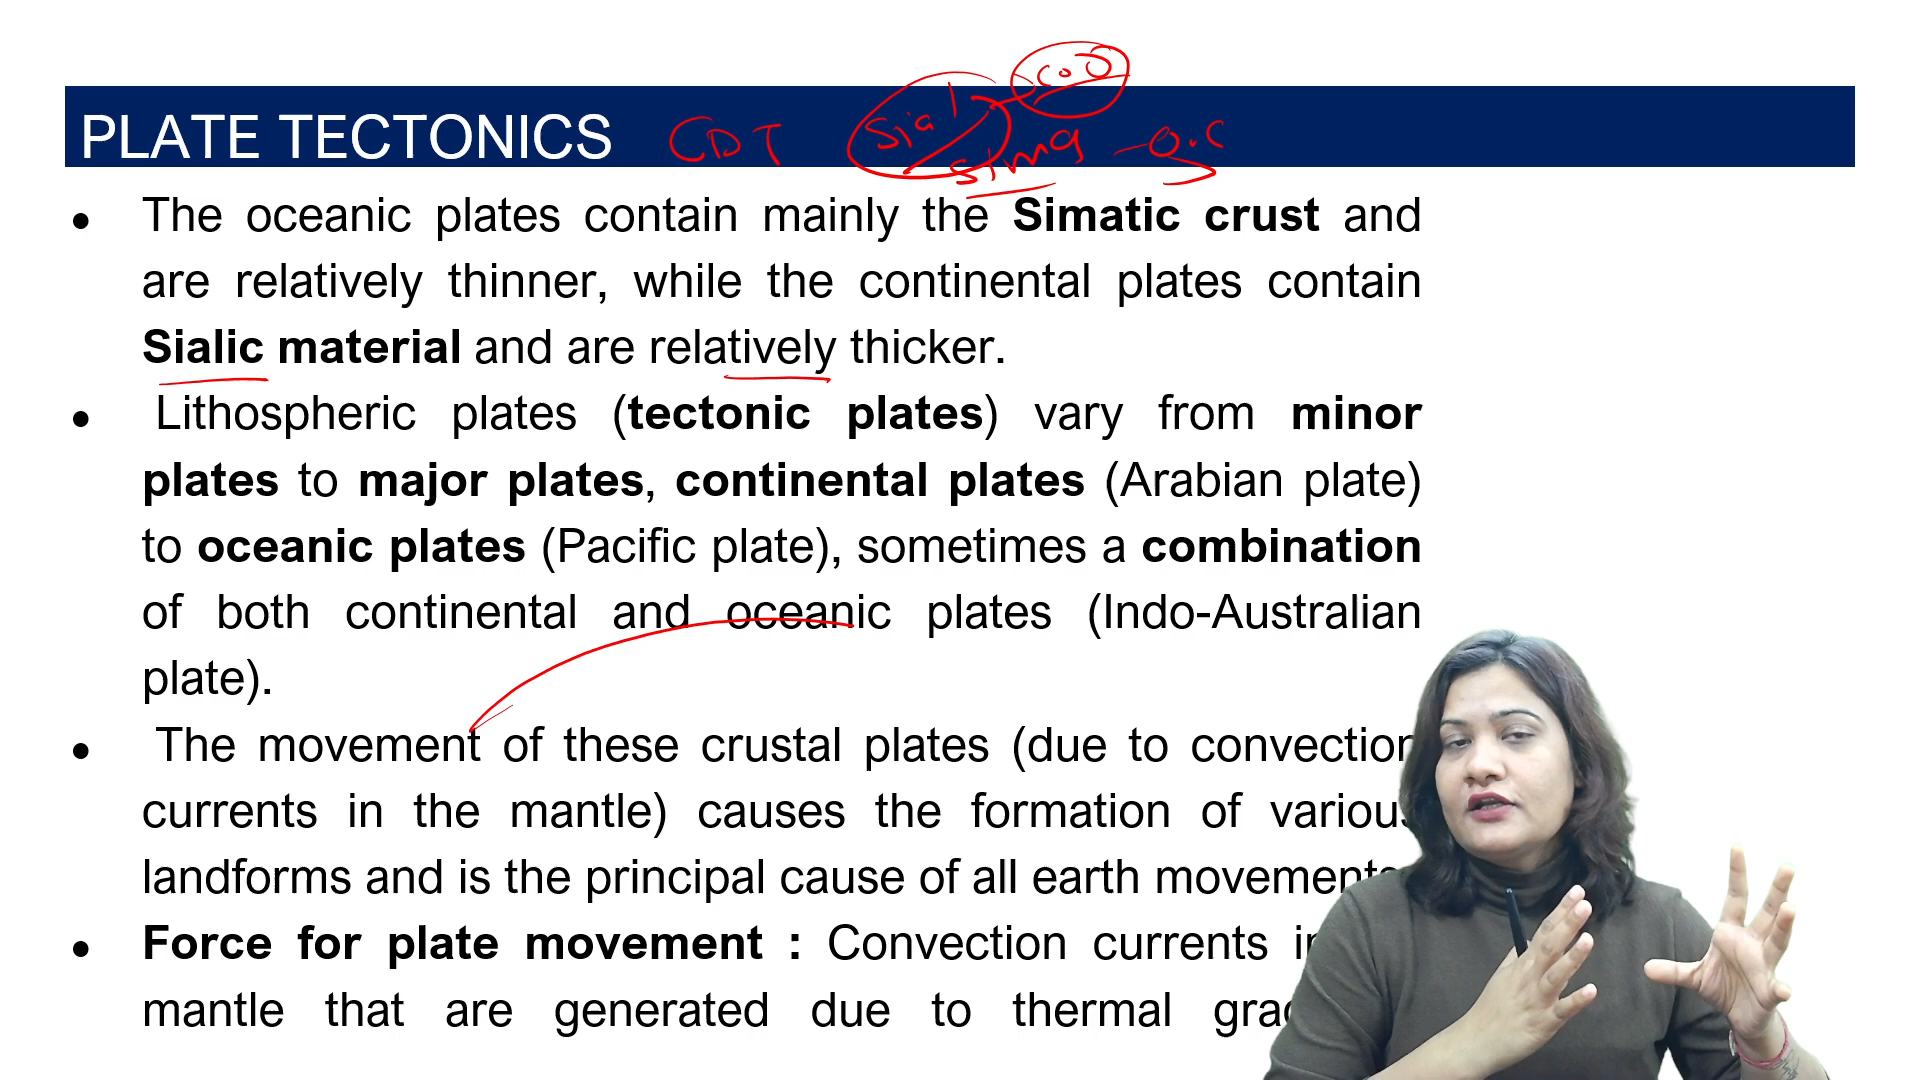 PLATE TECTONICS CDT Sial
Sima
• The oceanic plates contain mainly the Simatic crust and
are relatively thinner, while the continental plates contain
Sialic material and are relatively thicker.
• Lithospheric plates (tectonic plates) vary from minor
plates to major plates, continental plates (Arabian plate)
to oceanic plates (Pacific plate), sometimes a combination
of both continental and oceanic plates (Indo-Australian
plate).
• The movement of these crustal plates (due to convection
currents in the mantle) causes the formation of various
landforms and is the principal cause of all earth movements
• Force for plate movement : Convection currents in
mantle that are generated due to thermal